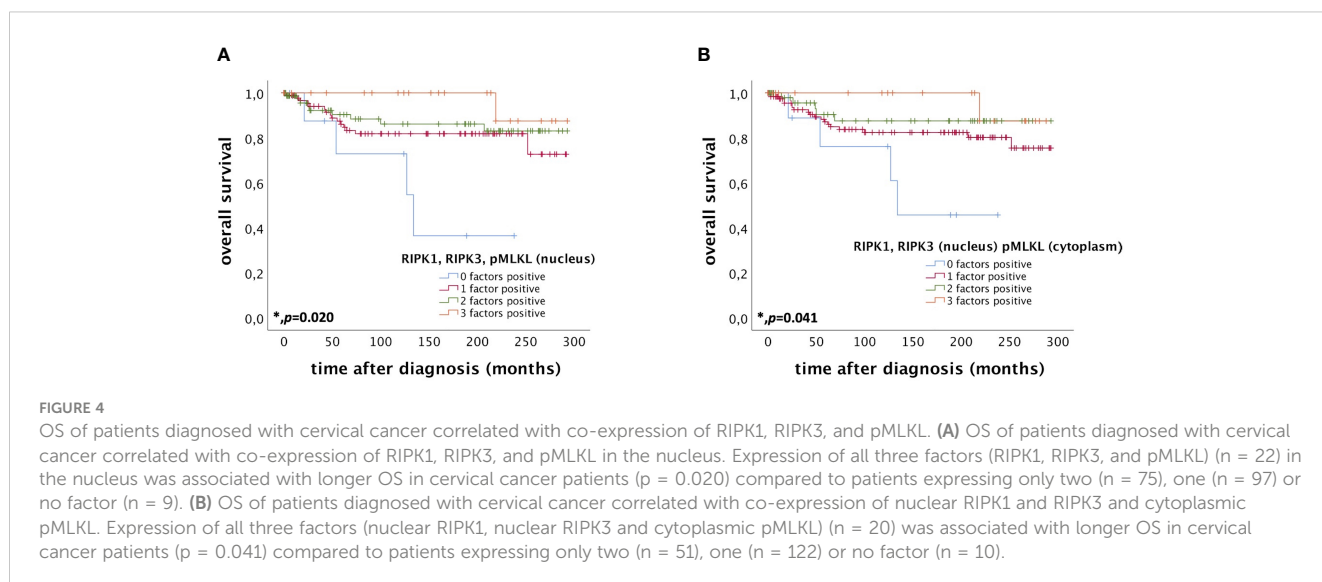 A
1,0
0,8
0,6
0,4
0,2
0,0
overall survival
RIPK1, RIPK3, pMLKL (nucleus)
0 factors positive
1 factor positive
2 factors positive
3 factors positive
*,p=0.020
0 50 100 150 200 250 300
time after diagnosis (months)
B
1,0
0,8
0,6
0,4
0,2
0,0
overall survival
RIPK1, RIPK3 (nucleus) pMLKL (cytoplasm)
0 factors positive
1 factor positive
2 factors positive
3 factors positive
*,p=0.041
0 50 100 150 200 250 300
time after diagnosis (months)
FIGURE 4
OS of patients diagnosed with cervical cancer correlated with co-expression of RIPK1, RIPK3, and pMLKL. (A) OS of patients diagnosed with cervical
cancer correlated with co-expression of RIPK1, RIPK3, and pMLKL in the nucleus. Expression of all three factors (RIPK1, RIPK3, and pMLKL) (n = 22) in
the nucleus was associated with longer OS in cervical cancer patients (p = 0.020) compared to patients expressing only two (n = 75), one (n = 97) or
no factor (n = 9). (B) OS of patients diagnosed with cervical cancer correlated with co-expression of nuclear RIPK1 and RIPK3 and cytoplasmic
pMLKL. Expression of all three factors (nuclear RIPK1, nuclear RIPK3 and cytoplasmic pMLKL) (n = 20) was associated with longer OS in cervical
cancer patients (p = 0.041) compared to patients expressing only two (n = 51), one (n = 122) or no factor (n = 10).